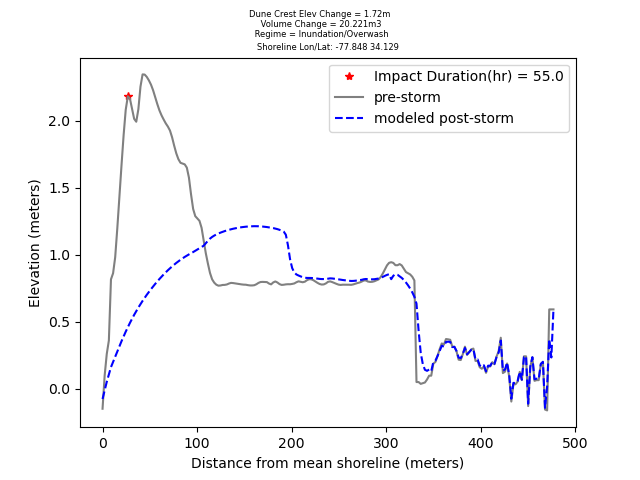 Dune Crest Elev Change = 1.72m
Volume Change = 20.221m3
Regime = Inundation/Overwash
Shoreline Lon/Lat: -77.848 34.129
Impact Duration(hr) = 55.0
pre-storm
modeled post-storm
Elevation (meters)
2.0
1.5
1.0
0.5
0.0
0 100 200 300 400 500
Distance from mean shoreline (meters)